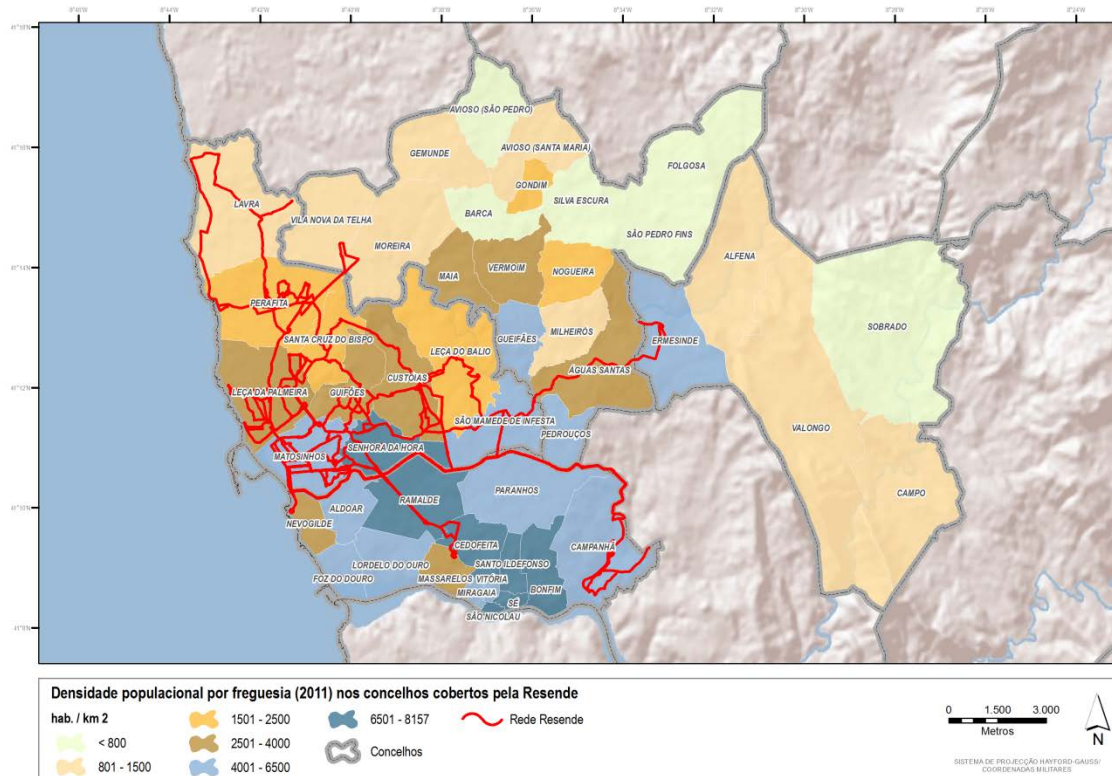 AVIOSO (SÃO PEDRO)
AVIOSO (SANTA MARIA)
GEMUNDE
FOLGOSA
GONDIM
SILVA ESCURA
LAVRA
BARCA
VILA NOVA DA TELHA
SÃO PEDRO FINS
MOREIRA
ALFENA
MAIA
VERMOIM
NOGUEIRA
PERAFITA
SOBRADO
SANTA CRUZ DO BISPO
GUEIFÃES
MILHEIRÓS
ERMESINDE
LEÇA DO BALIO
ÁGUAS SANTAS
CUSTÓIAS
LEÇA DA PALMEIRA
GUIFÕES
SÃO MAMEDE DE INFESTA
VALONGO
PEDROUÇOS
SENHORA DA HORA
MATOSINHOS
PARANHOS
CAMPO
RAMALDE
ALDOAR
NEVOGILDE
CEDOFEITA
CAMPANHÃ
LORDELO DO OURO
SANTO ILDEFONSO
FOZ DO DOURO
MASSARELOS
VITÓRIA
MIRAGAIA
BONFIM
SÉ
SÃO NICOLAU
Densidade populacional por freguesia (2011) nos concelhos cobertos pela Resende
hab. / km 2
< 800
801 - 1500
1501 - 2500
2501 - 4000
4001 - 6500
6501 - 8157
Concelhos
Rede Resende
0 1.500 3.000
Metros
N
SISTEMA DE PROJECÇÃO HAYFORD-GAUSS/
COORDENADAS MILITARES